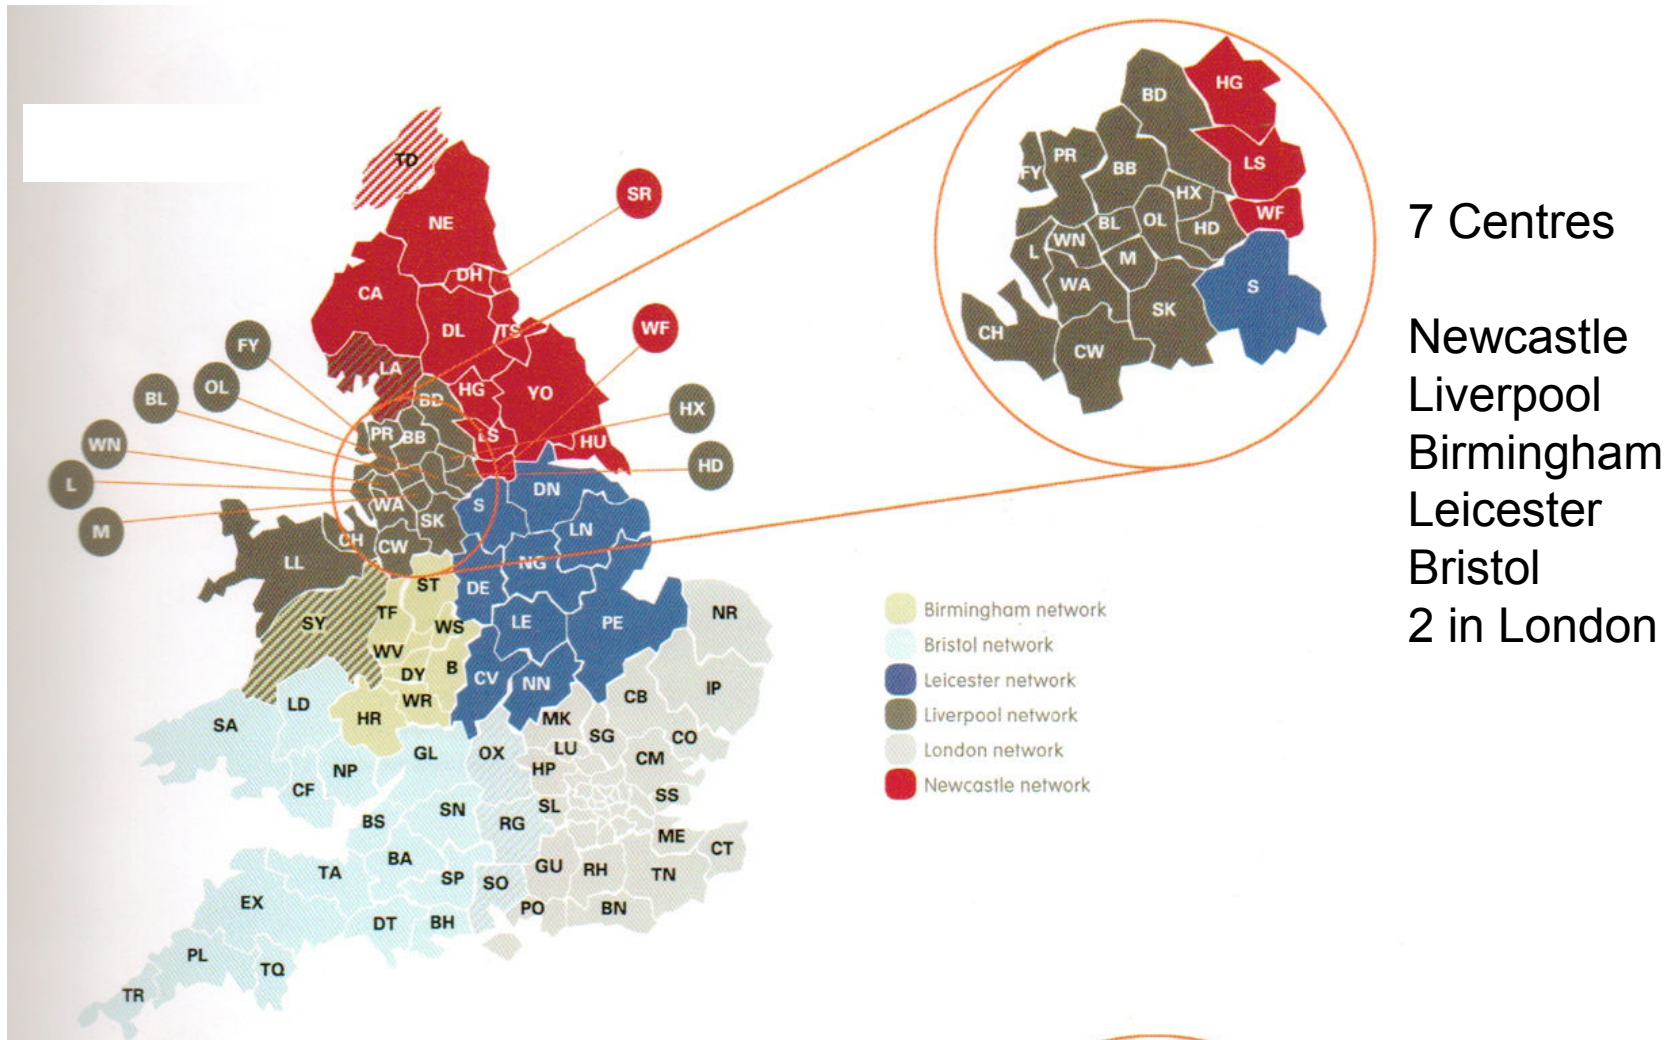 TD
NE
SR
DH
CA
DL
TS
WF
FY
LA
HG
YO
OL
BD
BL
HX
PR
BB
LS
HU
WN
HD
L
DN
S
WA
M
SK
LN
CH
CW
LL
NG
ST
DE
TF
SY
WS
LE
PE
NR
WV
B
DY
CV
NN
WR
CB
IP
LD
HR
SA
MK
SG
CO
GL
OX
LU
CM
NP
HP
CF
SS
SN
SL
BS
RG
ME
CT
BA
GU
RH
TN
TA
SP
SO
EX
PO
BN
DT
BH
PL
TQ
TR
HG
BD
PR
LS
BB
FY
HX
WF
BL
OL
HD
WN
L
M
WA
S
SK
CH
CW
Birmingham network
Bristol network
Leicester network
Liverpool network
London network
Newcastle network
7 Centres
Newcastle
Liverpool
Birmingham
Leicester
Bristol
2 in London